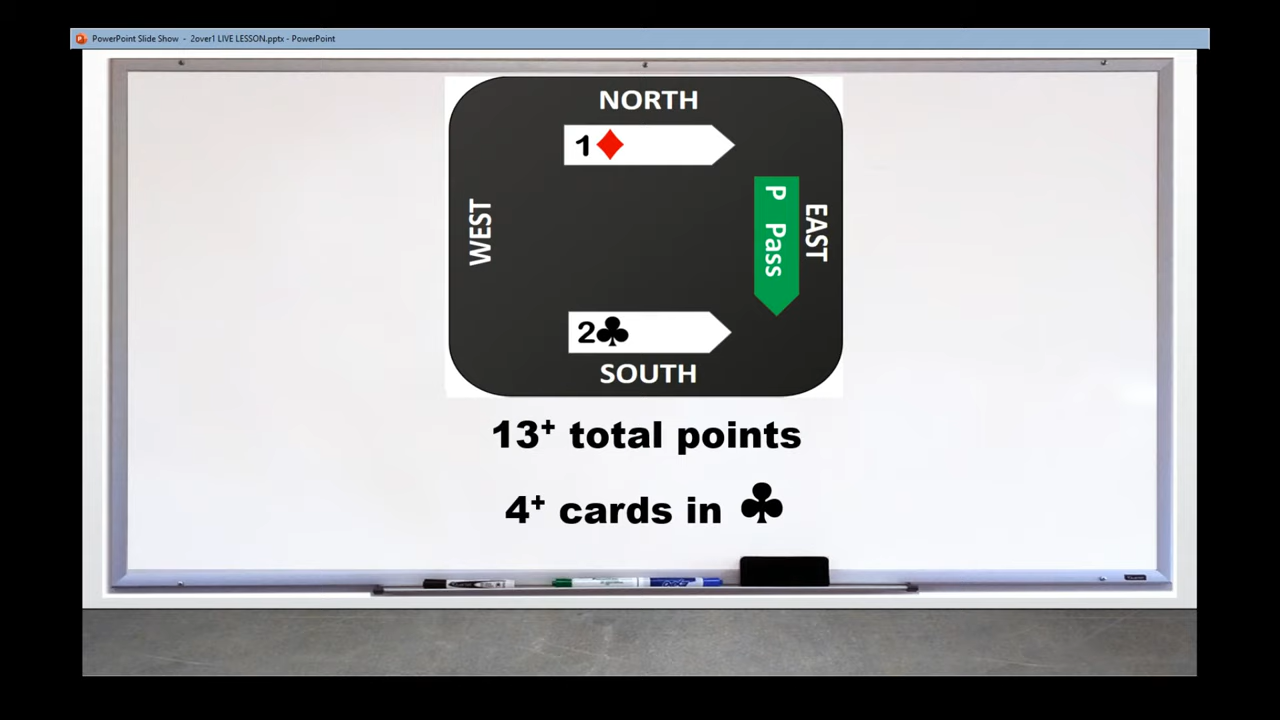 PowerPoint Slide Show - 2over1 LIVE LESSON.pptx - PowerPoint
NORTH
1♦
WEST
P Pass
EAST
2♣
SOUTH
13+ total points
4+ cards in ♣